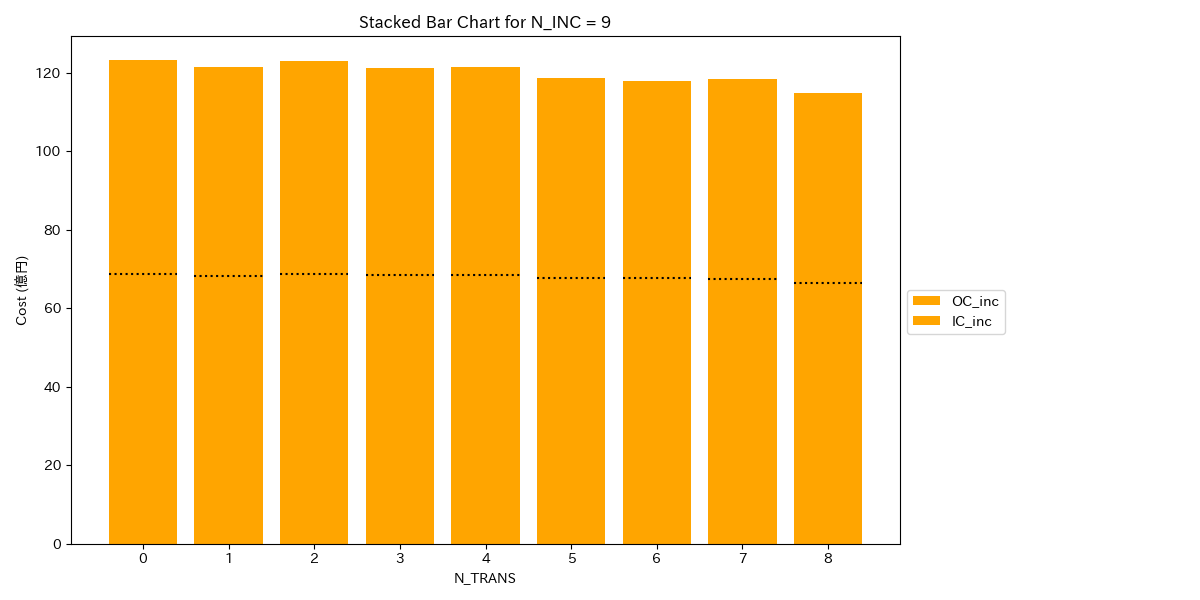 Stacked Bar Chart for N_INC = 9
Cost (億円)
120
100
80
60
40
20
0
0 1 2 3 4 5 6 7 8
N_TRANS
OC_inc
IC_inc